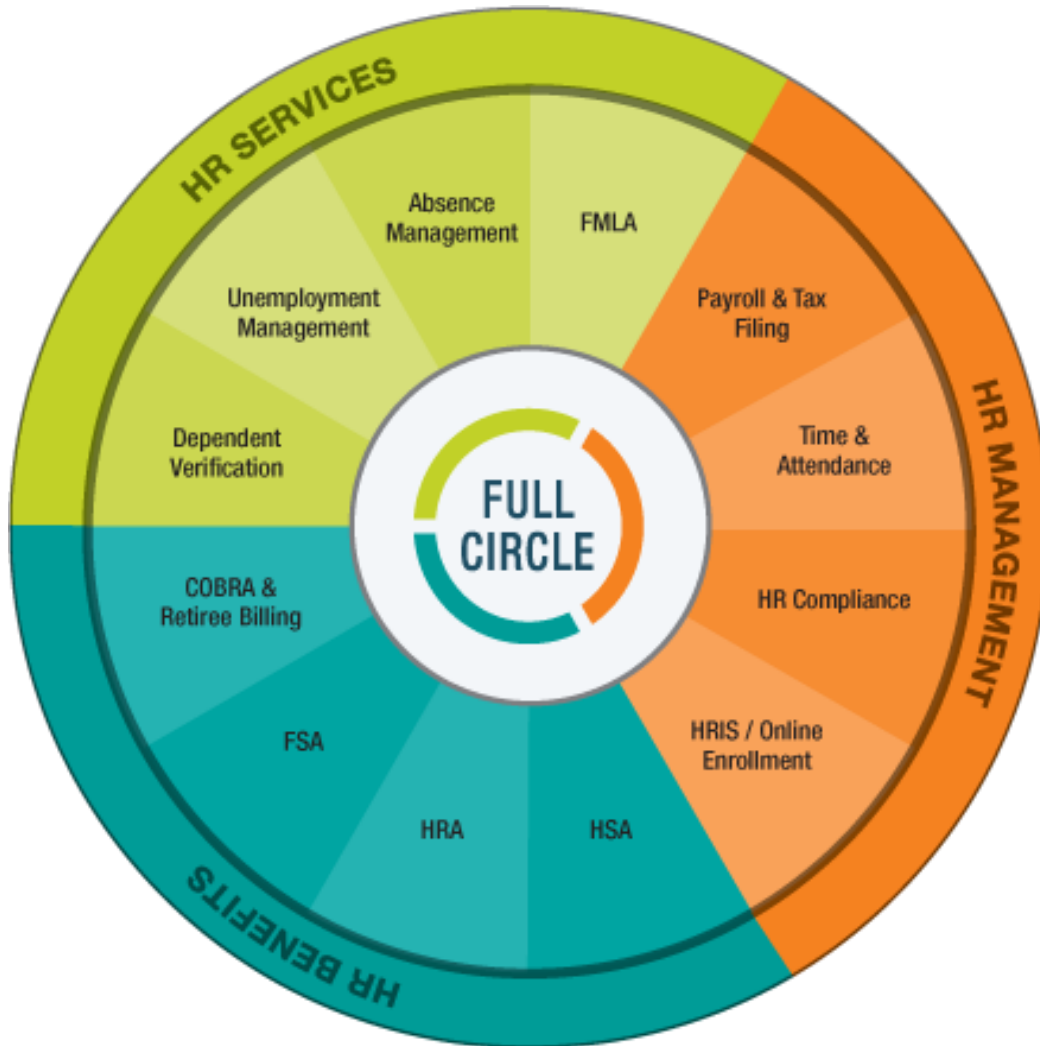 HR SERVICES
Absence
Management
FMLA
Unemployment
Management
Dependent
Verification
HR MANAGEMENT
Payroll & Tax
Filing
Time &
Attendance
HR Compliance
HRIS / Online
Enrollment
FULL
CIRCLE
COBRA &
Retiree Billing
FSA
HRA
HSA
HR BENEFITS